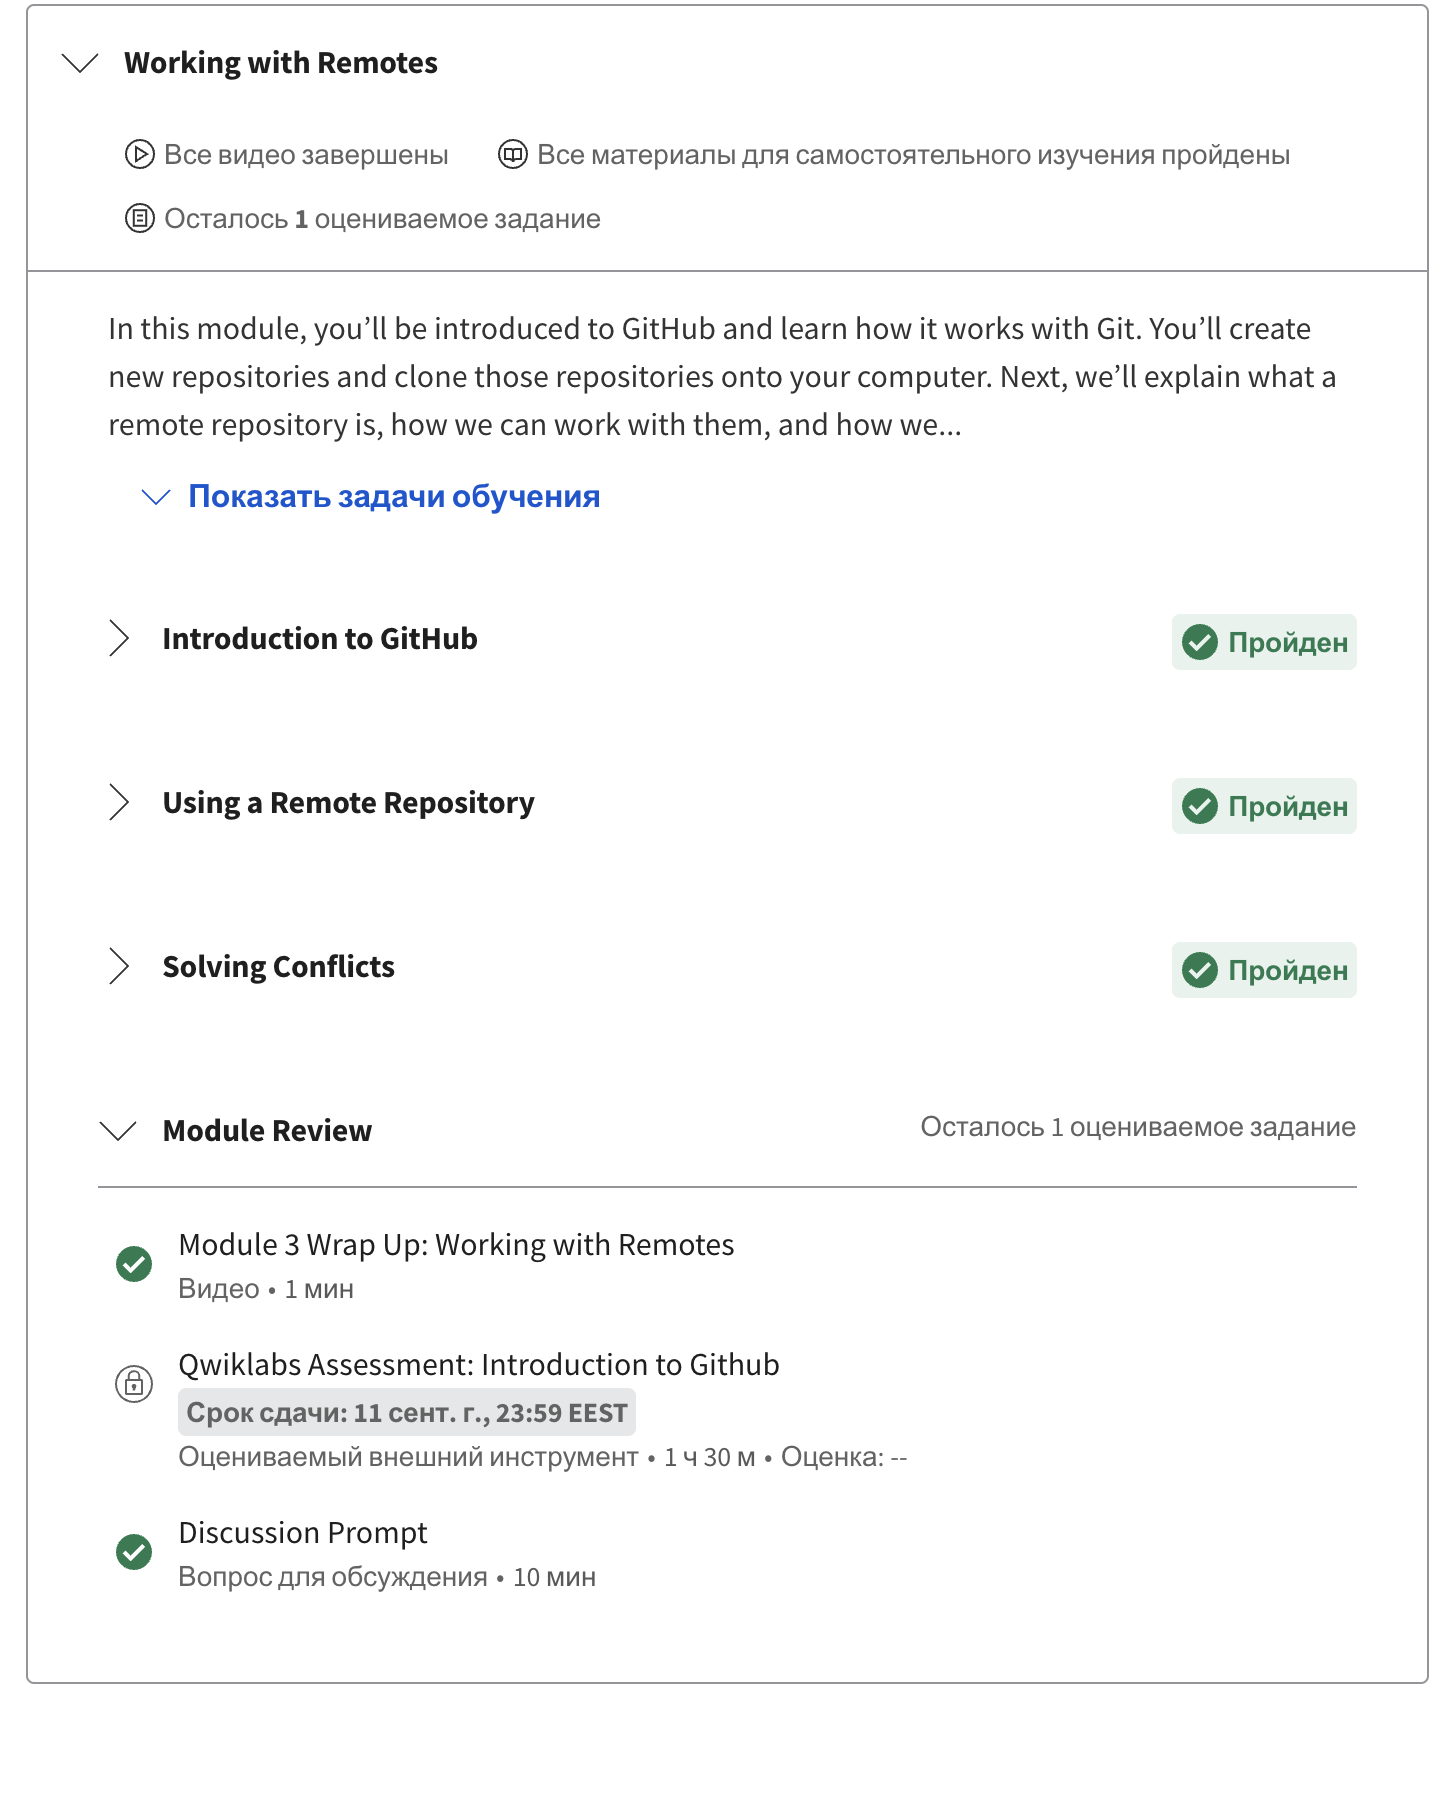 Working with Remotes
Все видео завершены
Все материалы для самостоятельного изучения пройдены
Осталось 1 оцениваемое задание
In this module, you’ll be introduced to GitHub and learn how it works with Git. You’ll create
new repositories and clone those repositories onto your computer. Next, we’ll explain what a
remote repository is, how we can work with them, and how we...
Показать задачи обучения
Introduction to GitHub
Пройден
Using a Remote Repository
Пройден
Solving Conflicts
Пройден
Module Review
Осталось 1 оцениваемое задание
Module 3 Wrap Up: Working with Remotes
Видео • 1 мин
Qwiklabs Assessment: Introduction to Github
Срок сдачи: 11 сент. г., 23:59 EEST
Оцениваемый внешний инструмент • 1 ч 30 м • Оценка: --
Discussion Prompt
Вопрос для обсуждения • 10 мин